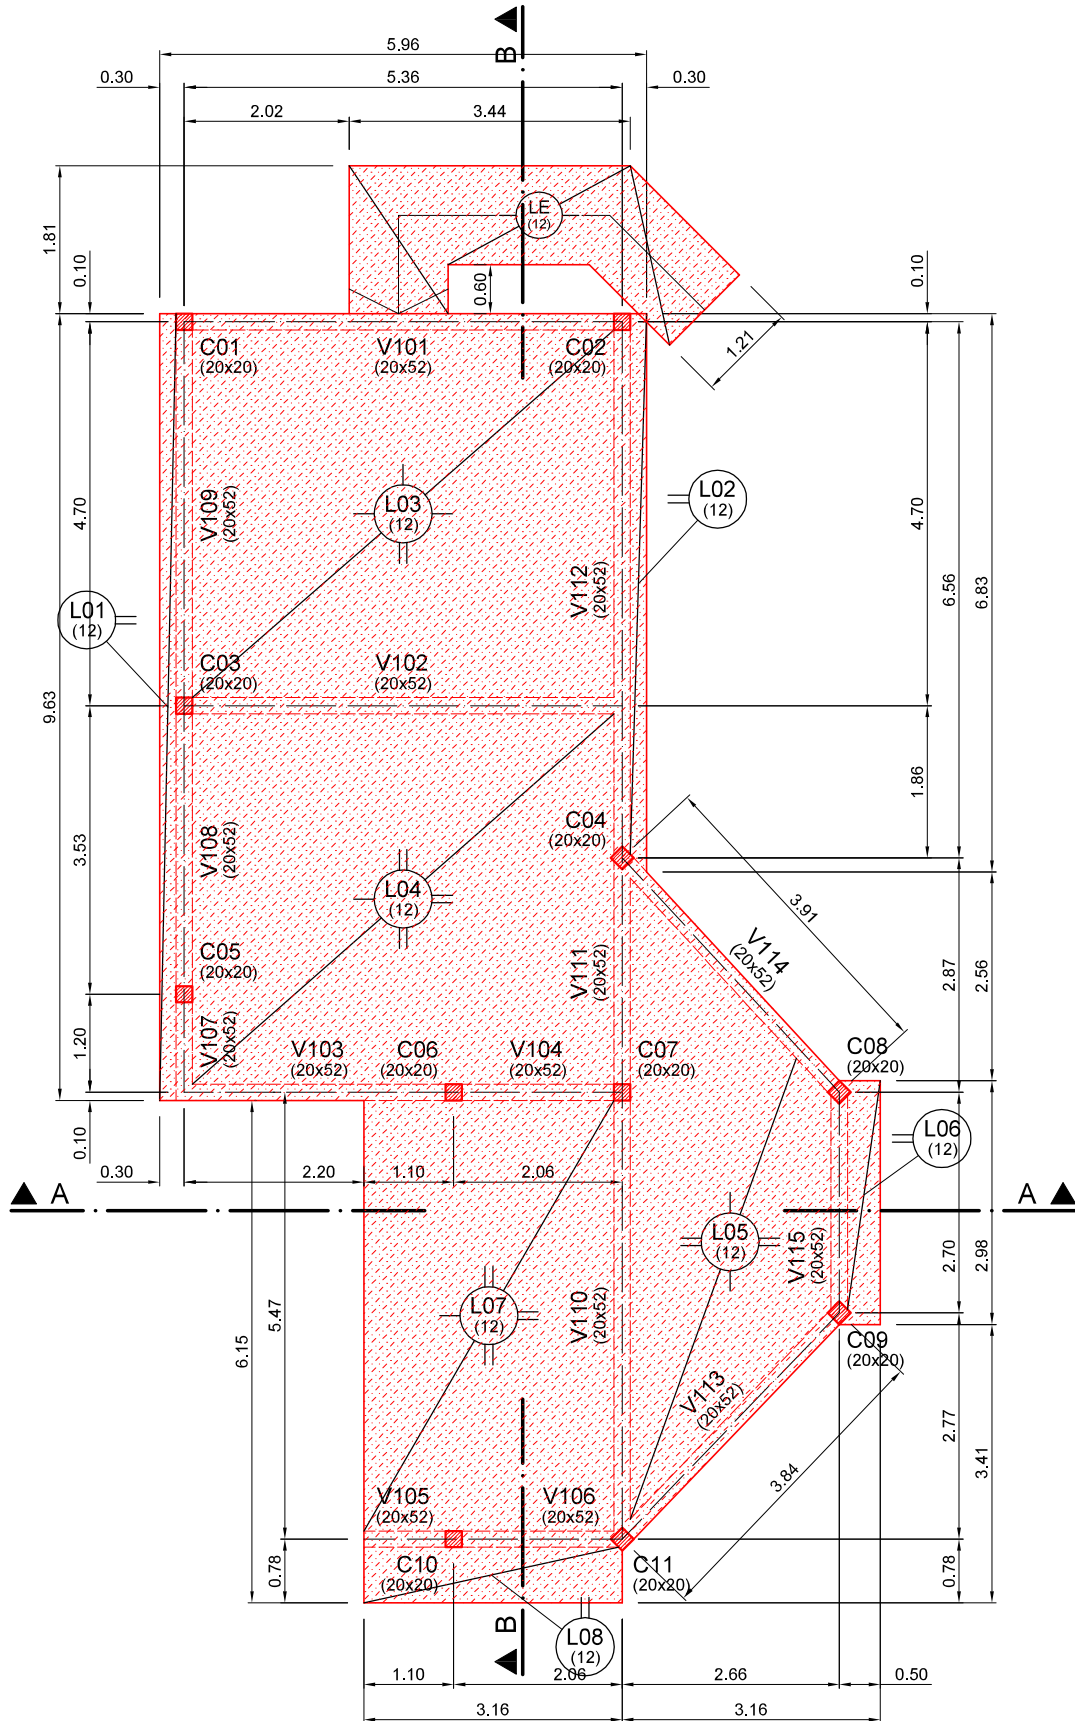 B
5.96
0.30
5.36
0.30
2.02
3.44
1.81
LE
(12)
0.10
0.60
0.10
1.21
C01
(20x20)
V101
(20x52)
C02
(20x20)
4.70
V109
(20x52)
L03
(12)
L02
(12)
4.70
6.56
6.83
V112
(20x52)
L01
(12)
C03
(20x20)
V102
(20x52)
9.63
3.53
V108
(20x52)
C04
(20x20)
1.86
L04
(12)
3.91
V114
(20x52)
C05
(20x20)
V111
(20x52)
2.87
2.56
1.20
V107
(20x52)
V103
(20x52)
C06
(20x20)
V104
(20x52)
C07
(20x20)
C08
(20x20)
0.10
L06
(12)
0.30
2.20
1.10
2.06
A
A
L05
(12)
V115
(20x52)
2.70
2.98
L07
(12)
V110
(20x52)
5.47
6.15
C09
(20x20)
V113
(20x52)
2.77
3.41
3.84
V105
(20x52)
V106
(20x52)
C10
(20x20)
C11
(20x20)
0.78
0.78
B
L08
(12)
1.10
2.06
2.66
0.50
3.16
3.16